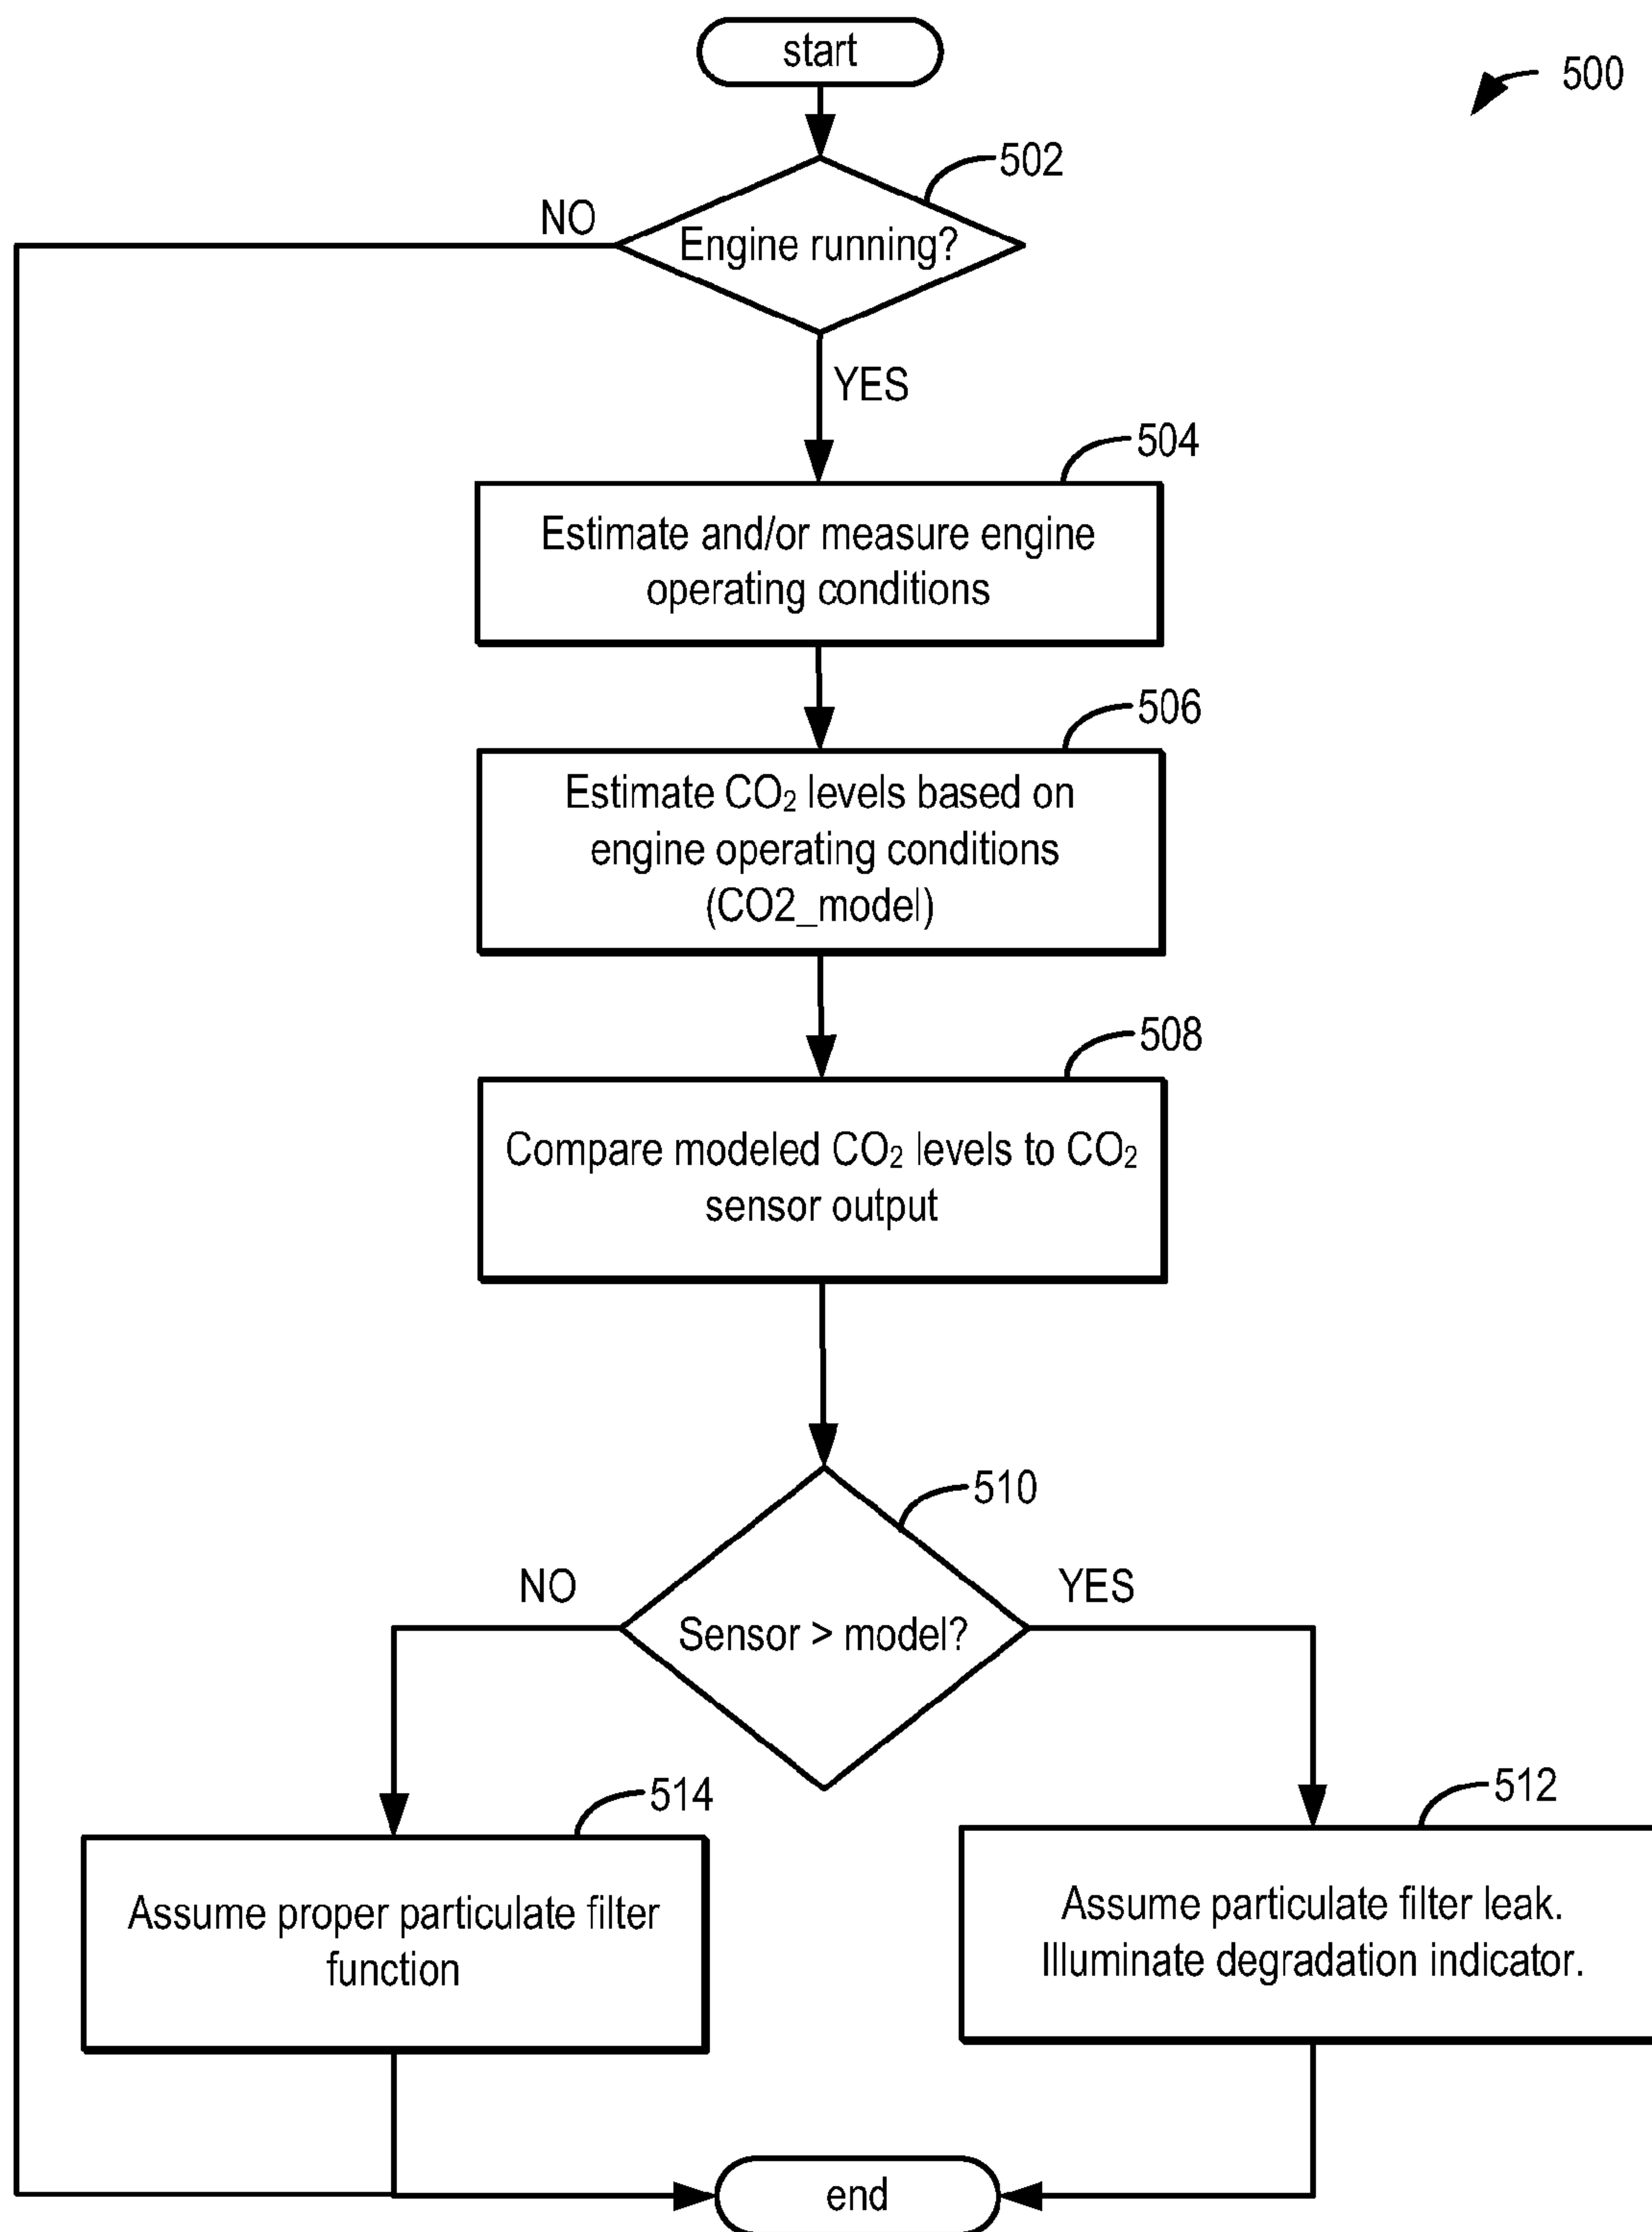 start
500
502
NO
Engine running?
YES
504
Estimate and/or measure engine
operating conditions
506
Estimate CO₂ levels based on
engine operating conditions
(CO2_model)
508
Compare modeled CO₂ levels to CO₂
sensor output
510
NO
YES
Sensor > model?
514
512
Assume proper particulate filter
function
Assume particulate filter leak.
Illuminate degradation indicator.
end